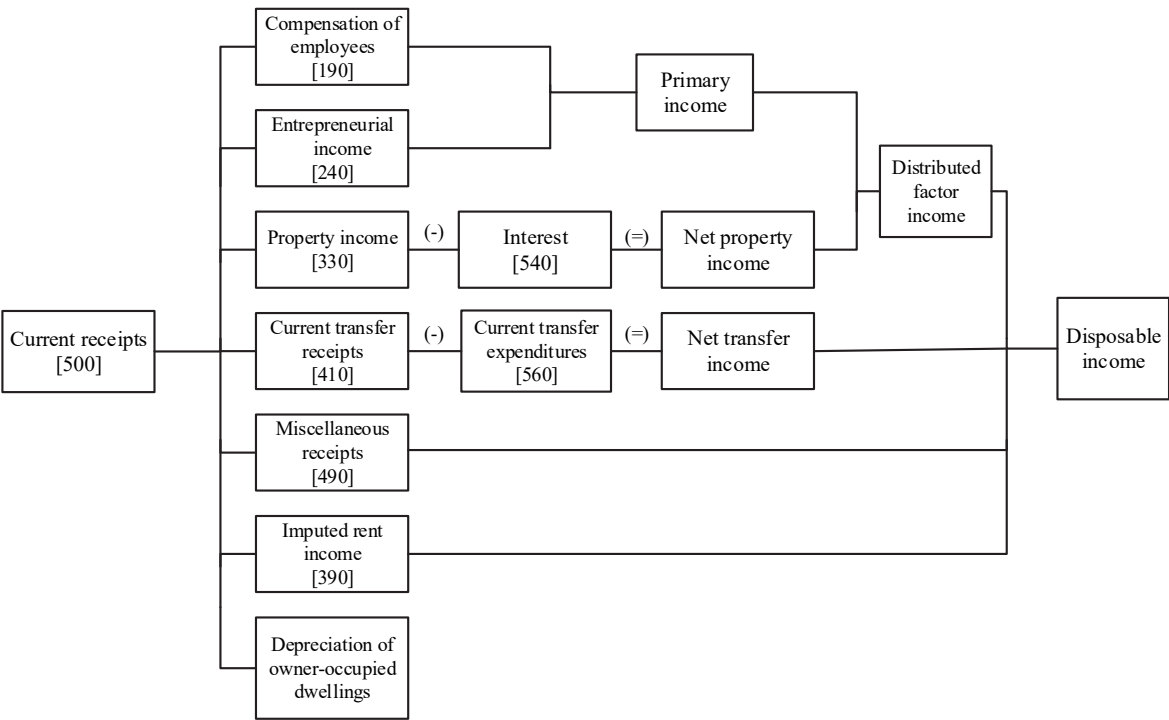 Compensation of
employees
[190]
Primary
income
Entrepreneurial
income
[240]
Distributed
factor
income
Property income
[330]
(-)
Interest
[540]
(=)
Net property
income
Current receipts
[500]
Current transfer
receipts
[410]
(-)
Current transfer
expenditures
[560]
(=)
Net transfer
income
Disposable
income
Miscellaneous
receipts
[490]
Imputed rent
income
[390]
Depreciation of
owner-occupied
dwellings